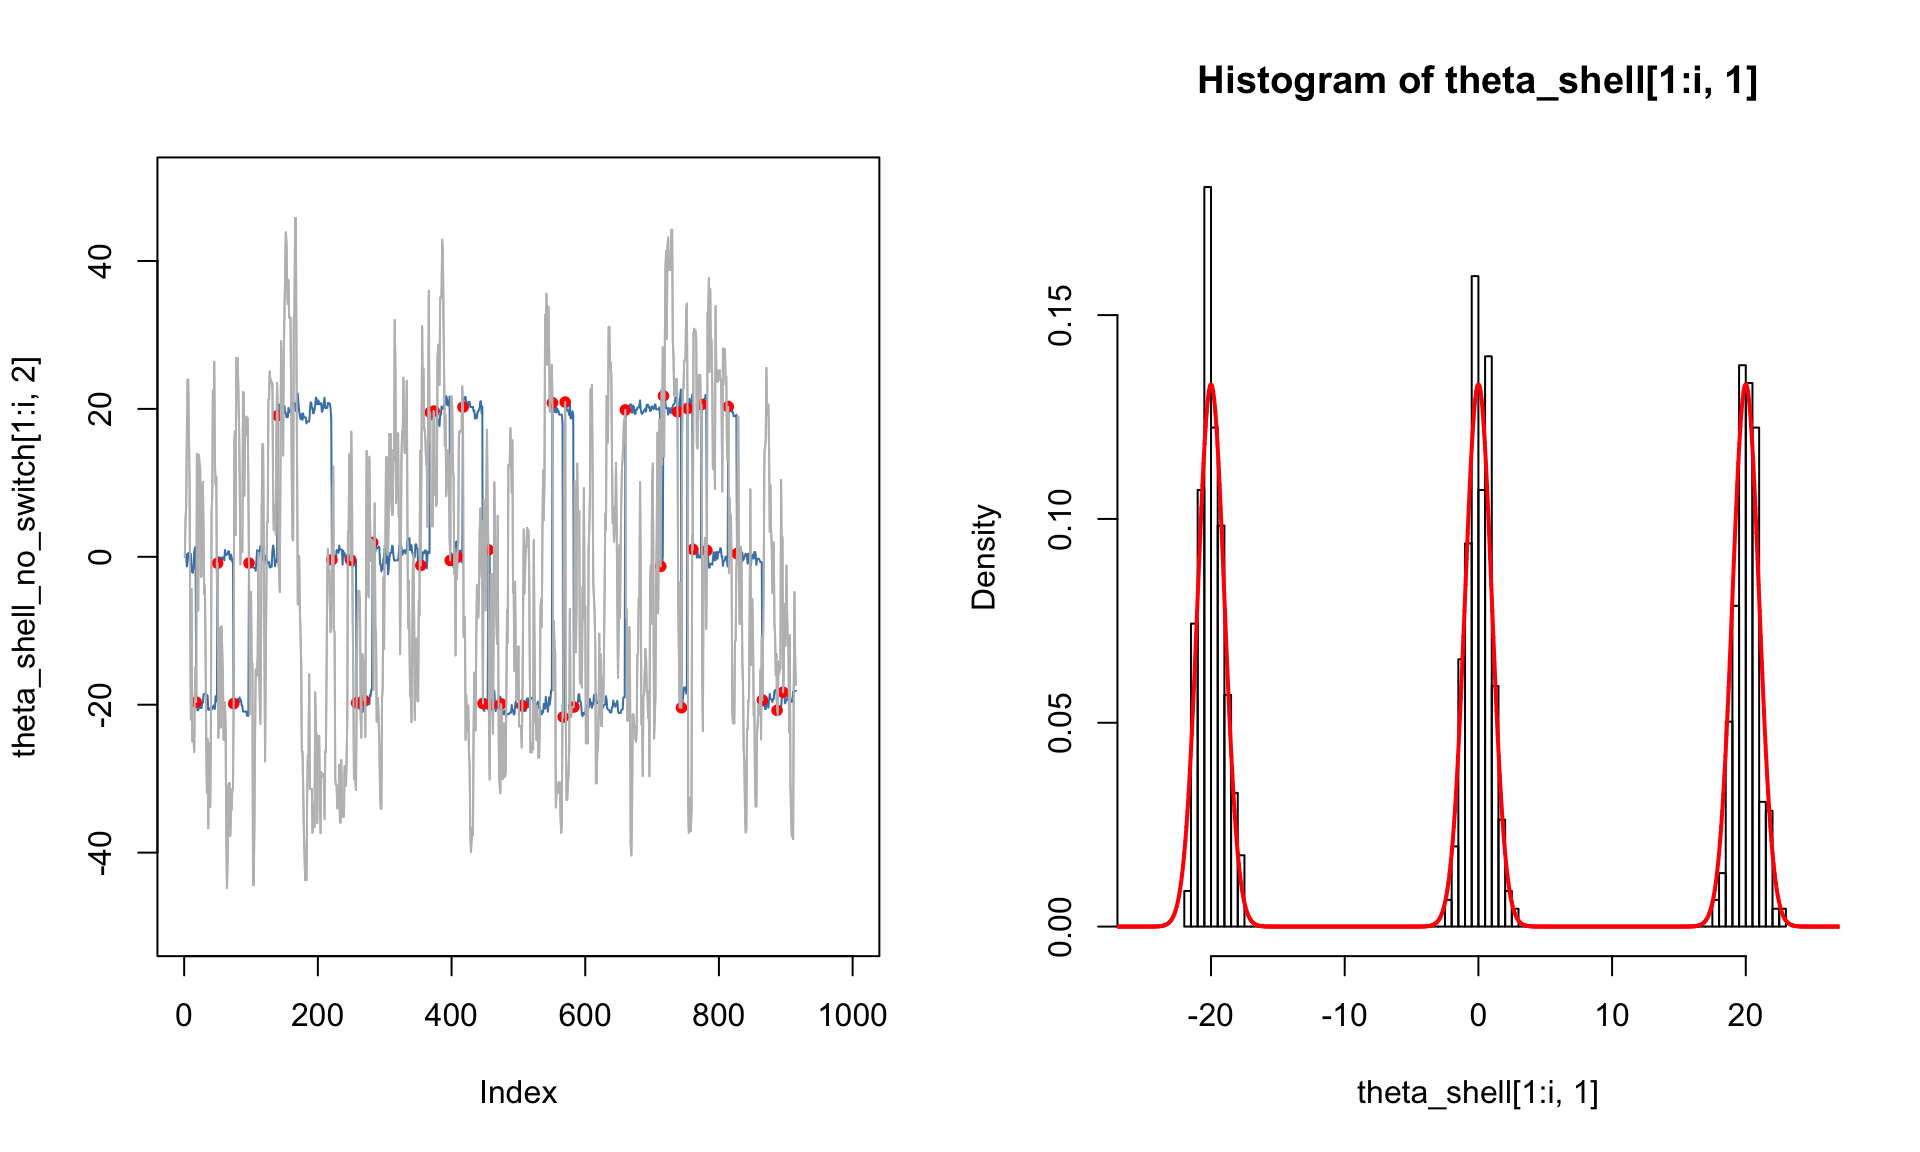 theta_shell_no_switch[1:i, 2]
40
20
0
-20
-40
0 200 400 600 800 1000
Index
Histogram of theta_shell[1:i, 1]
Density
0.15
0.10
0.05
0.00
-20 -10 0 10 20
theta_shell[1:i, 1]